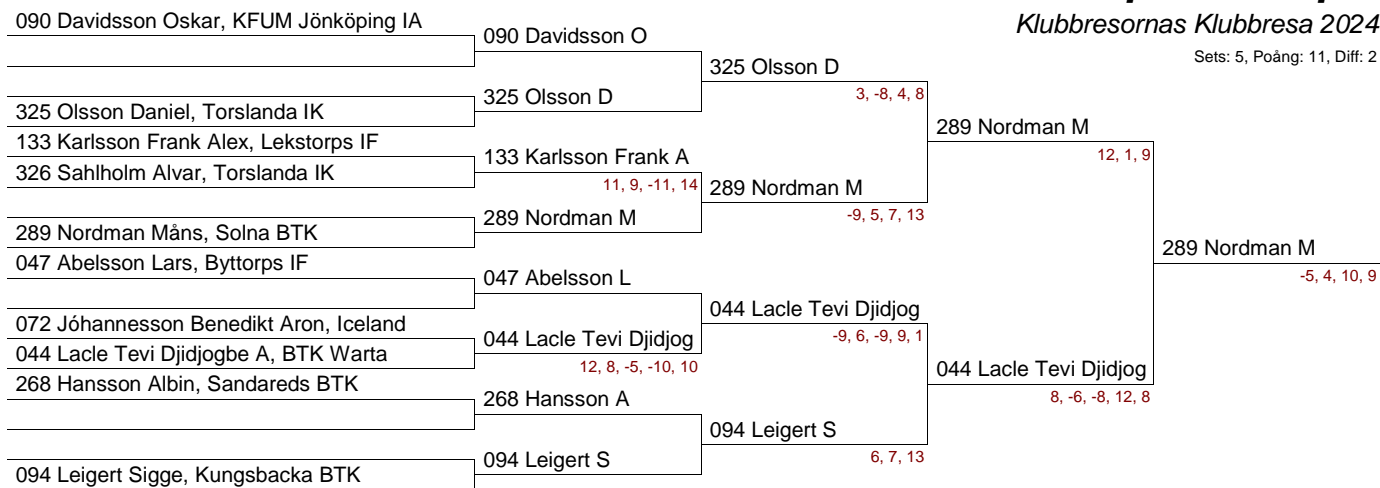 Klubbresornas Klubbresa 2024
Sets: 5, Poång: 11, Diff: 2
090 Davidsson Oskar, KFUM Jönköping IA
325 Olsson Daniel, Torslanda IK
133 Karlsson Frank Alex, Lekstorps IF
326 Sahlholm Alvar, Torslanda IK
289 Nordman Måns, Solna BTK
047 Abelsson Lars, Byttorps IF
072 Jóhannesson Benedikt Aron, Iceland
044 Lacle Tevi Djidjogbe A, BTK Warta
268 Hansson Albin, Sandareds BTK
094 Leigert Sigge, Kungsbacka BTK
090 Davidsson O
325 Olsson D
133 Karlsson Frank A
11, 9, -11, 14
289 Nordman M
047 Abelsson L
044 Lacle Tevi Djidjog
12, 8, -5, -10, 10
268 Hansson A
094 Leigert S
325 Olsson D
3, -8, 4, 8
289 Nordman M
-9, 5, 7, 13
044 Lacle Tevi Djidjog
-9, 6, -9, 9, 1
094 Leigert S
6, 7, 13
289 Nordman M
12, 1, 9
044 Lacle Tevi Djidjog
8, -6, -8, 12, 8
289 Nordman M
-5, 4, 10, 9